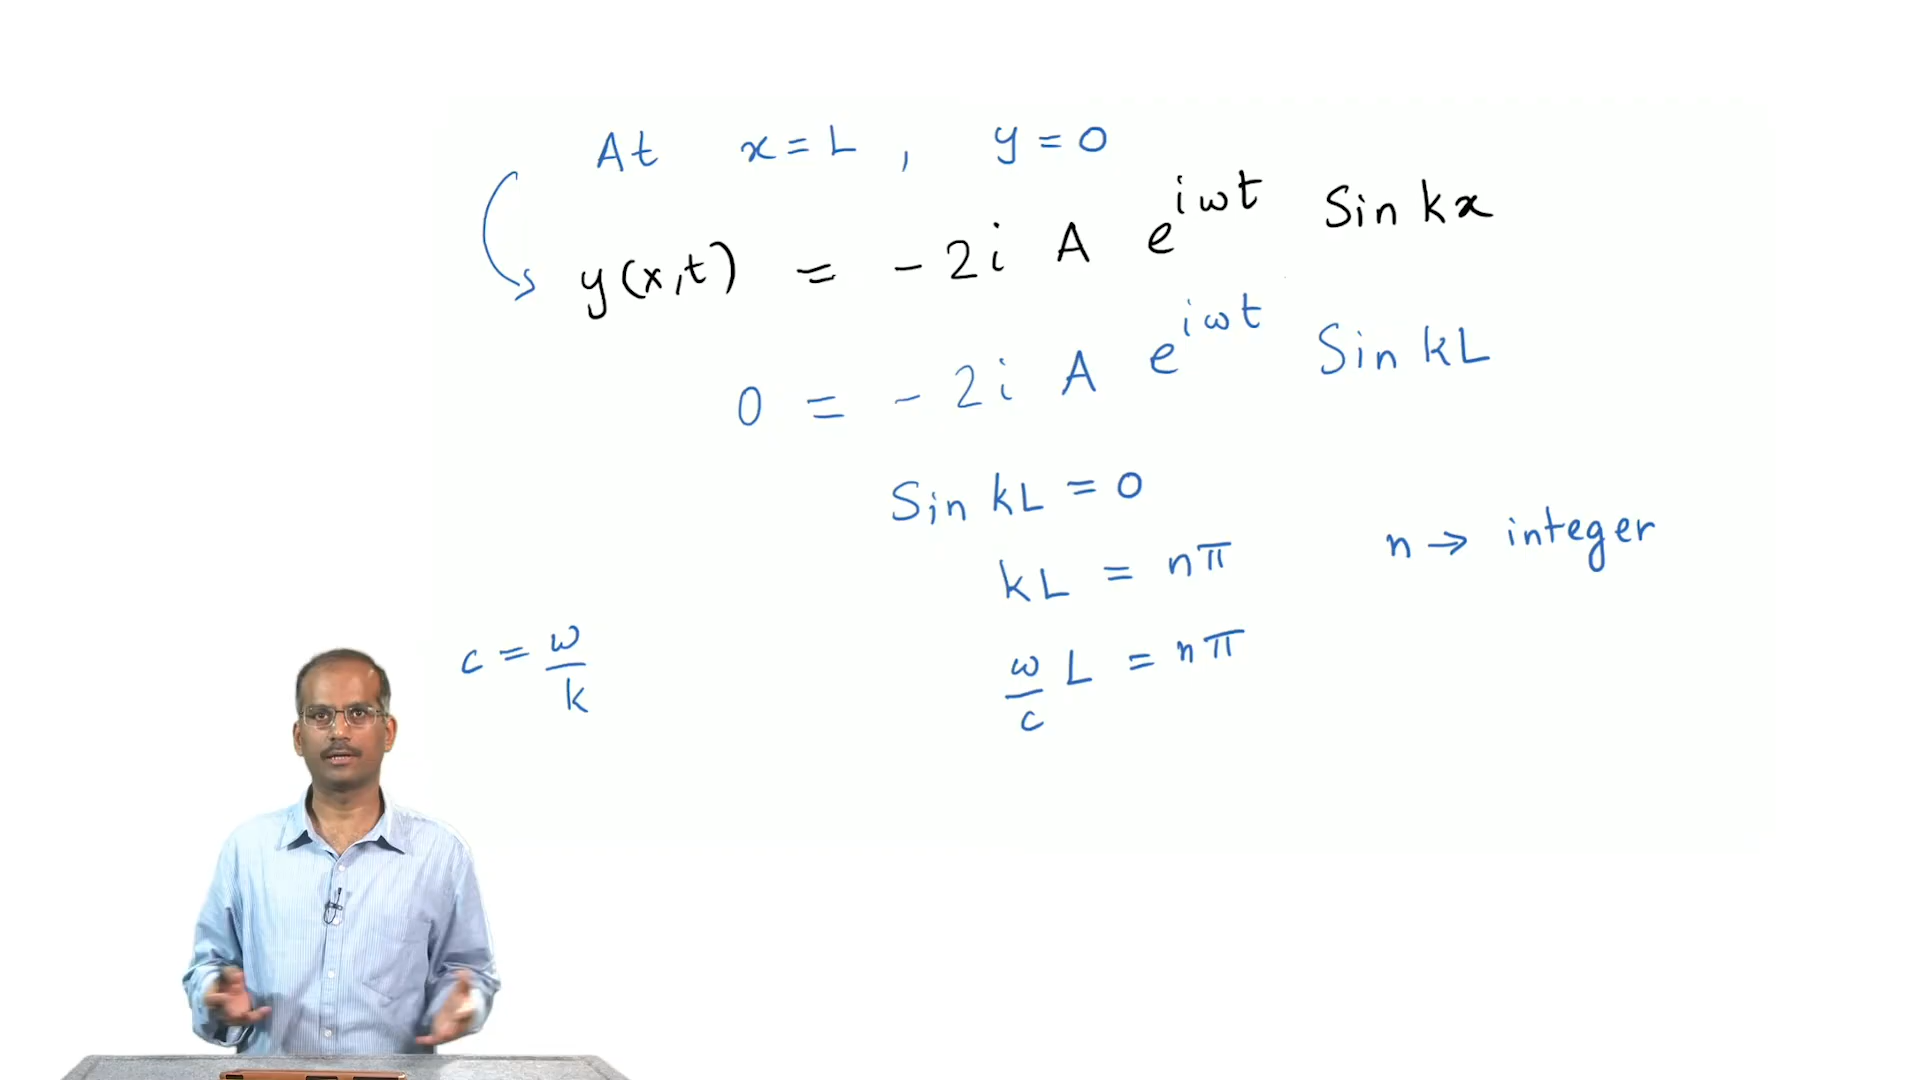 At x = L , y = 0
y(x,t) = - 2i A e^{iωt} Sin kx
0 = - 2i A e^{iωt} Sin kL
Sin kL = 0
kL = nπ n → integer
c = ω/k
ω/c L = nπ